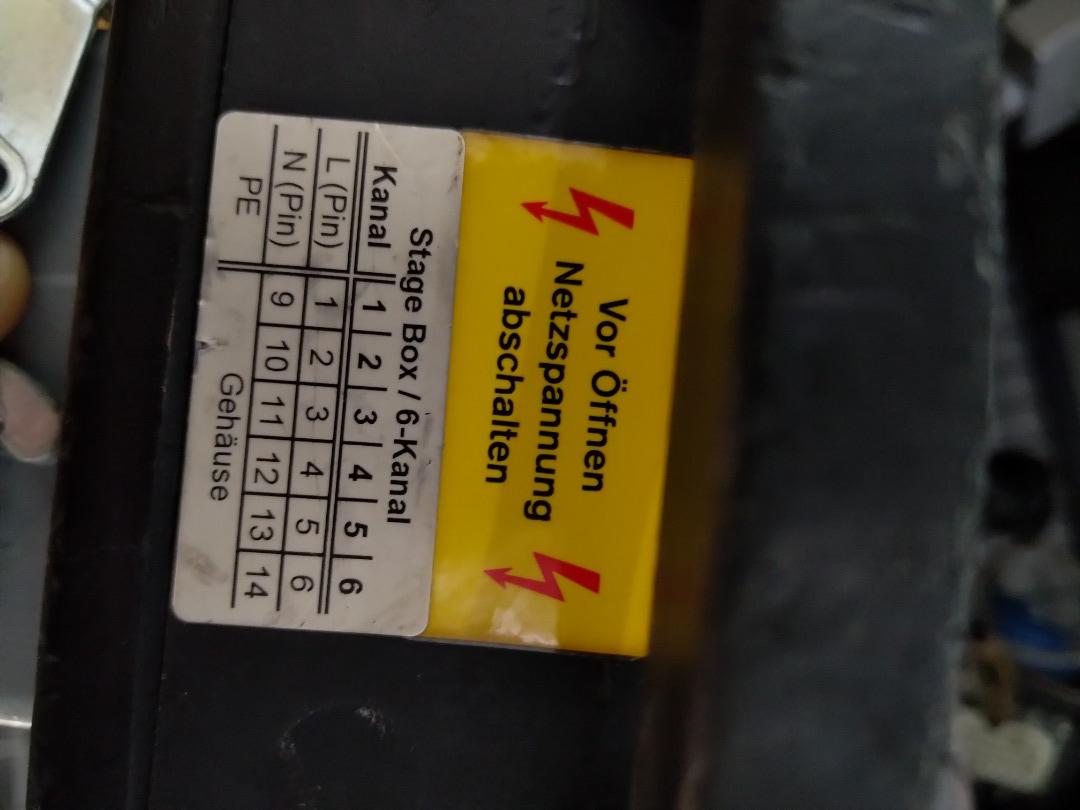 Vor Öffnen
Netzspannung
abschalten
Stage Box / 6-Kanal
Kanal 1 2 3 4 5 6
L (Pin) 1 2 3 4 5 6
N (Pin) 9 10 11 12 13 14
PE Gehäuse